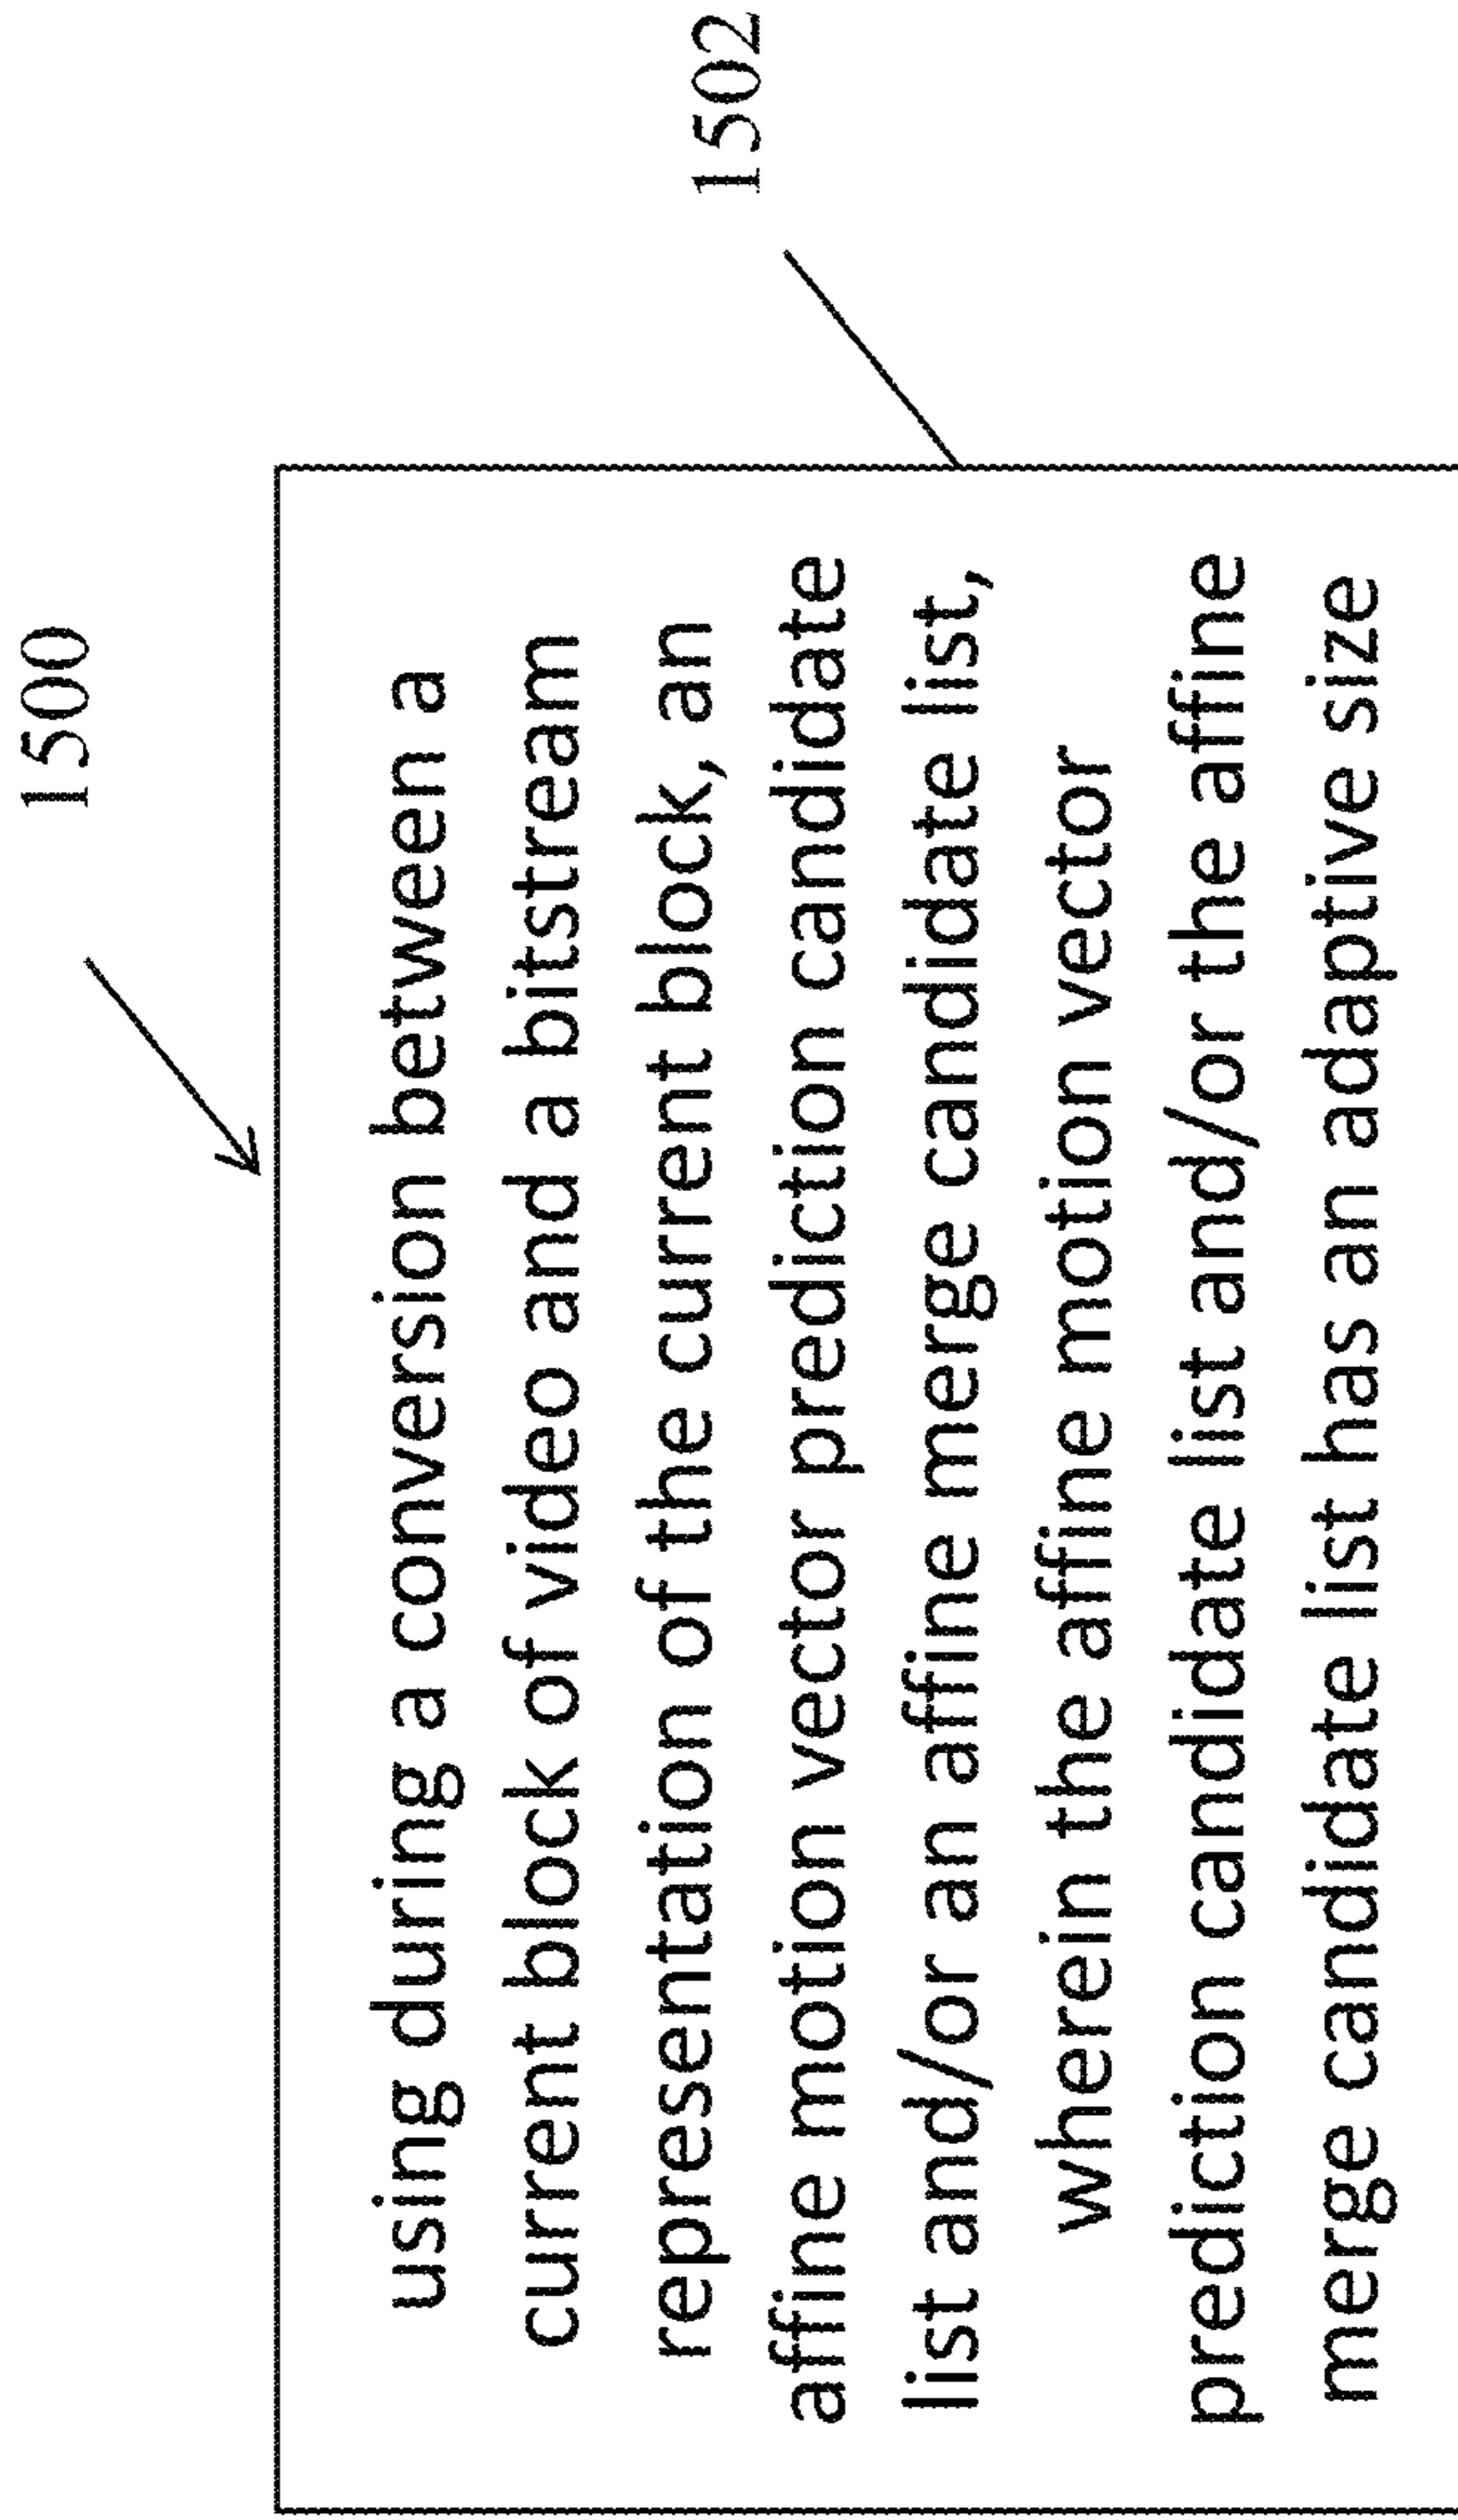 1500
1502
using during a conversion between a
current block of video and a bitstream
representation of the current block, an
affine motion vector prediction candidate
list and/or an affine merge candidate list,
wherein the affine motion vector
prediction candidate list and/or the affine
merge candidate list has an adaptive size